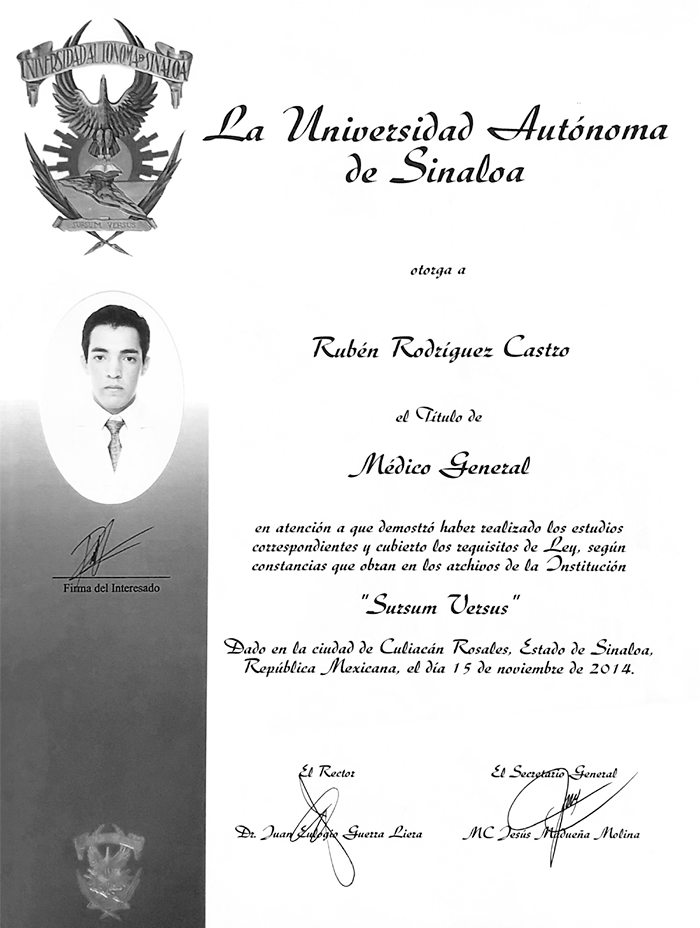 UNIVERSIDAD AUTONOMA DE SINALOA
SURSUM VERSUS
La Universidad Autónoma
de Sinaloa
otorga a
Rubén Rodríguez Castro
el Título de
Médico General
en atención a que demostró haber realizado los estudios
correspondientes y cubierto los requisitos de Ley, según
constancias que obran en los archivos de la Institución
"Sursum Versus"
Dado en la ciudad de Culiacán Rosales, Estado de Sinaloa,
República Mexicana, el día 15 de noviembre de 2014.
Firma del Interesado
El Rector
Dr. Juan Eulogio Guerra Liera
El Secretario General
MC Jesús Madueña Molina